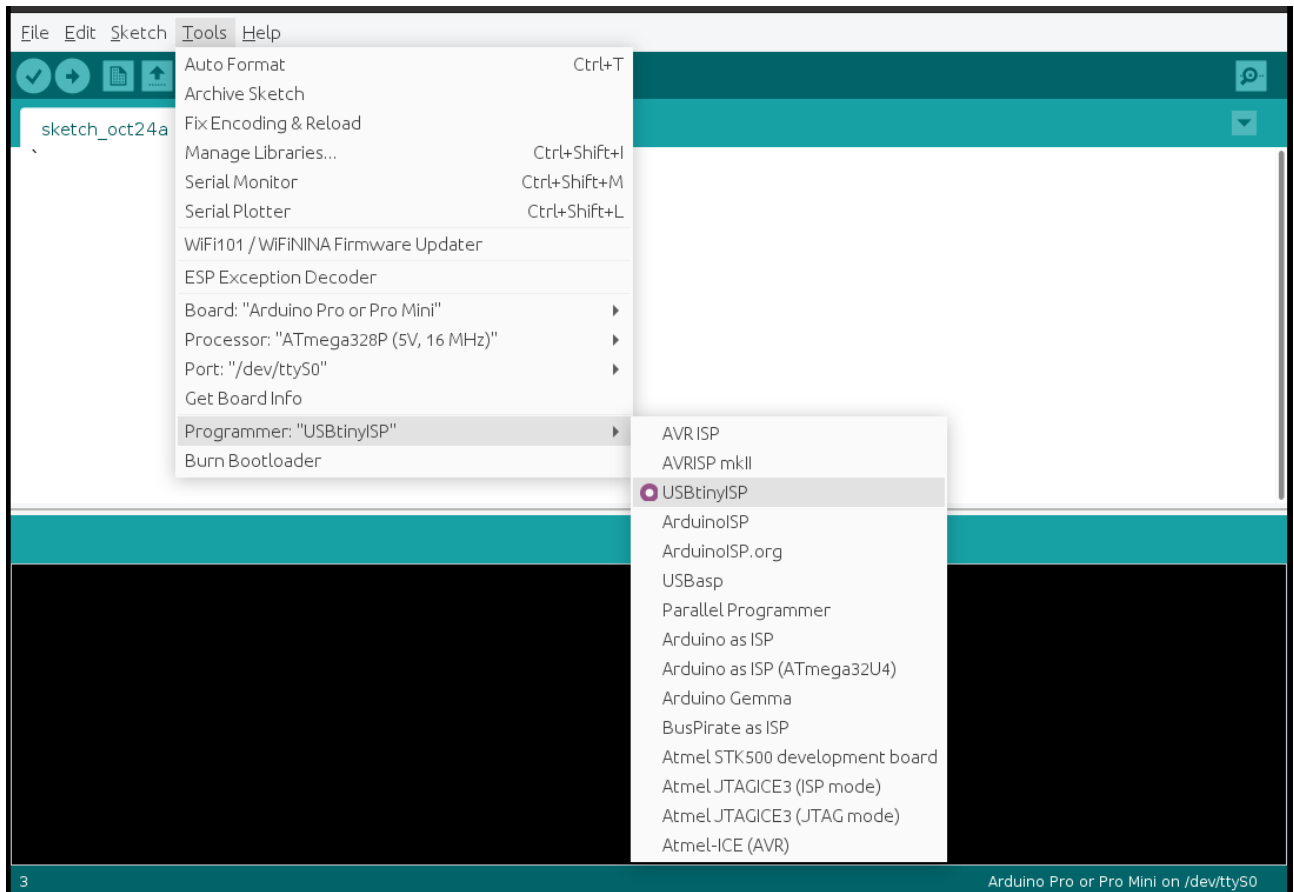 File Edit Sketch Tools Help
Auto Format Ctrl+T
Archive Sketch
sketch_oct24a
Fix Encoding & Reload
Manage Libraries... Ctrl+Shift+I
Serial Monitor Ctrl+Shift+M
Serial Plotter Ctrl+Shift+L
WiFi101 / WiFiNINA Firmware Updater
ESP Exception Decoder
Board: "Arduino Pro or Pro Mini"
Processor: "ATmega328P (5V, 16 MHz)"
Port: "/dev/ttyS0"
Get Board Info
Programmer: "USBtinyISP"
Burn Bootloader
AVR ISP
AVRISP mkII
USBtinyISP
ArduinoISP
ArduinoISP.org
USBasp
Parallel Programmer
Arduino as ISP
Arduino as ISP (ATmega32U4)
Arduino Gemma
BusPirate as ISP
Atmel STK500 development board
Atmel JTAGICE3 (ISP mode)
Atmel JTAGICE3 (JTAG mode)
Atmel-ICE (AVR)
3 Arduino Pro or Pro Mini on /dev/ttyS0